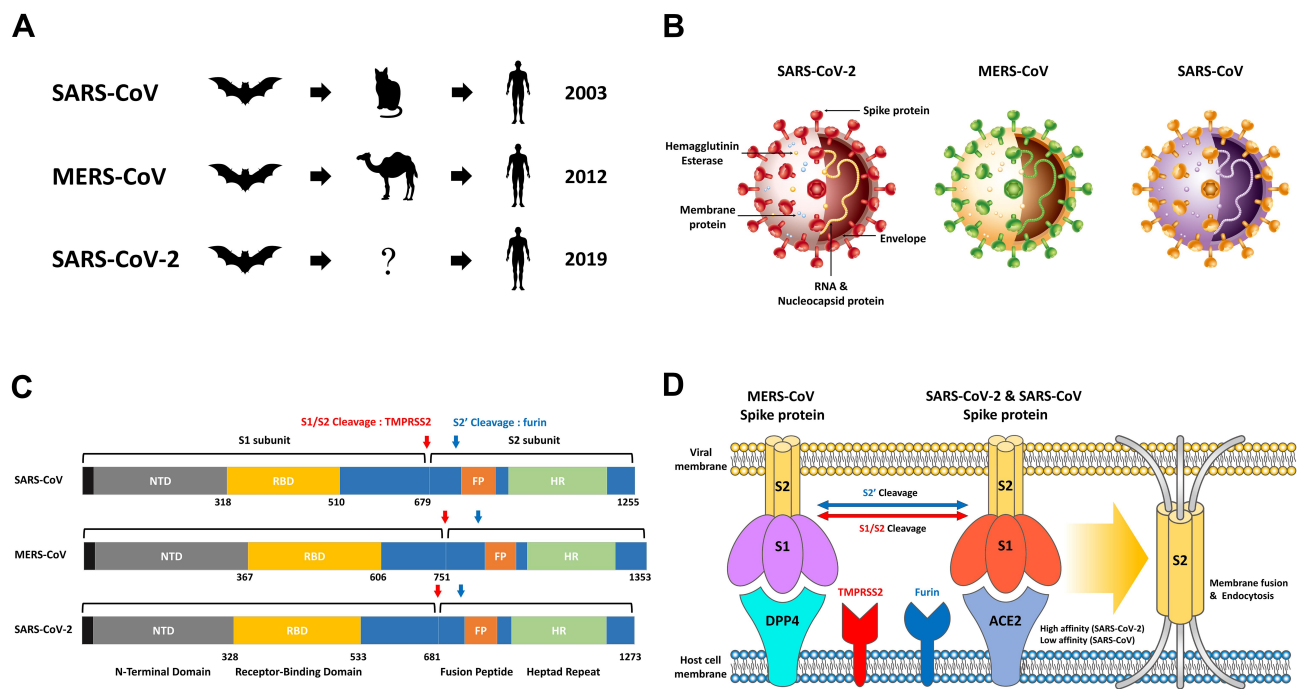 A
SARS-CoV
2003
MERS-CoV
2012
SARS-CoV-2
?
2019
B
SARS-CoV-2
MERS-CoV
SARS-CoV
Spike protein
Hemagglutinin
Esterase
Membrane
protein
Envelope
RNA &
Nucleocapsid protein
C
S1/S2 Cleavage : TMPRSS2
S2’ Cleavage : furin
S1 subunit
S2 subunit
SARS-CoV
NTD
RBD
FP
HR
318
510
679
1255
MERS-CoV
NTD
RBD
FP
HR
367
606
751
1353
SARS-CoV-2
NTD
RBD
FP
HR
328
533
681
1273
N-Terminal Domain
Receptor-Binding Domain
Fusion Peptide
Heptad Repeat
D
MERS-CoV
Spike protein
SARS-CoV-2 & SARS-CoV
Spike protein
Viral
membrane
S2
S2
S2’ Cleavage
S1/S2 Cleavage
S1
S1
S2
Membrane fusion
& Endocytosis
TMPRSS2
Furin
DPP4
ACE2
High affinity (SARS-CoV-2)
Low affinity (SARS-CoV)
Host cell
membrane